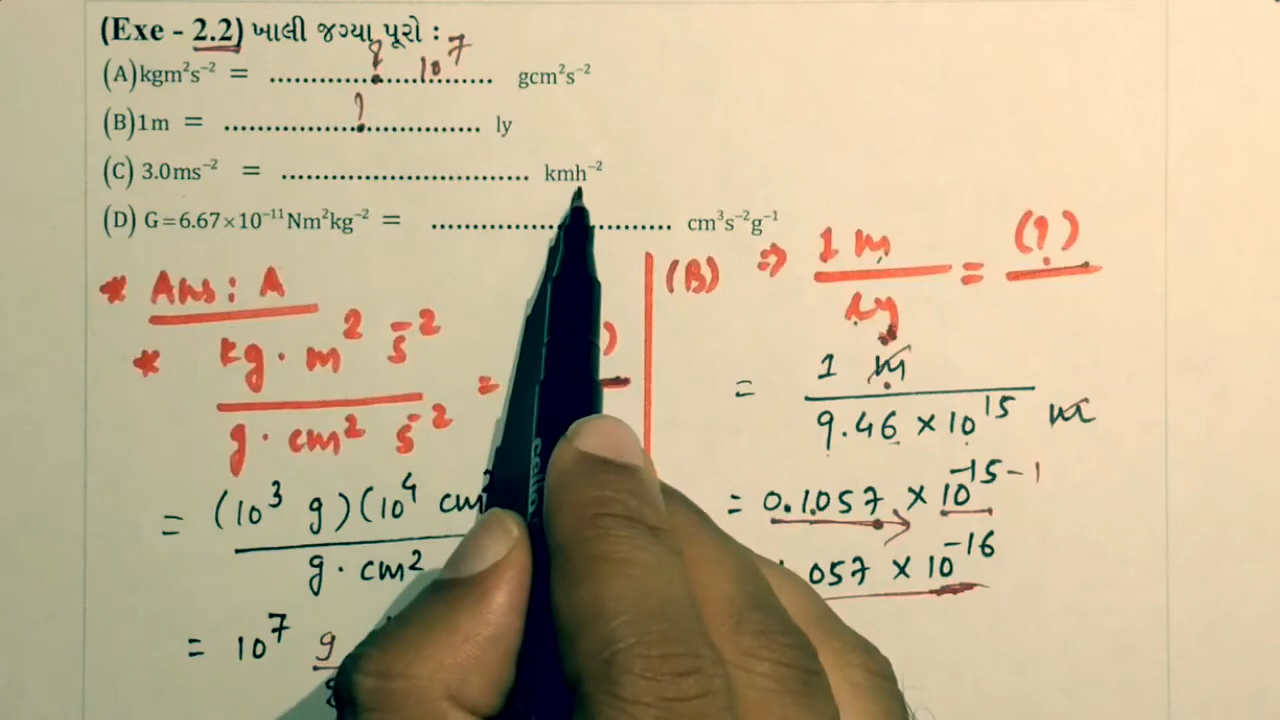 (Exe - 2.2) ખાલી જગ્યા પૂરો :
(A) kgm²s⁻² = .......?....10⁷....... gcm²s⁻²
(B) 1m = ............?............ ly
(C) 3.0ms⁻² = ............................ kmh⁻²
(D) G=6.67×10⁻¹¹Nm²kg⁻² = ........................... cm³s⁻²g⁻¹
* Ans: A
* kg·m² s⁻²
g·cm² s⁻²
=
= (10³ g)(10⁴ cm²
g·cm²
= 10⁷ g
(B) ⇒ 1 m = (?)
ly
= 1 m
9.46 × 10¹⁵ m
= 0.1057 × 10⁻¹⁵⁻¹
057 × 10⁻¹⁶
cello